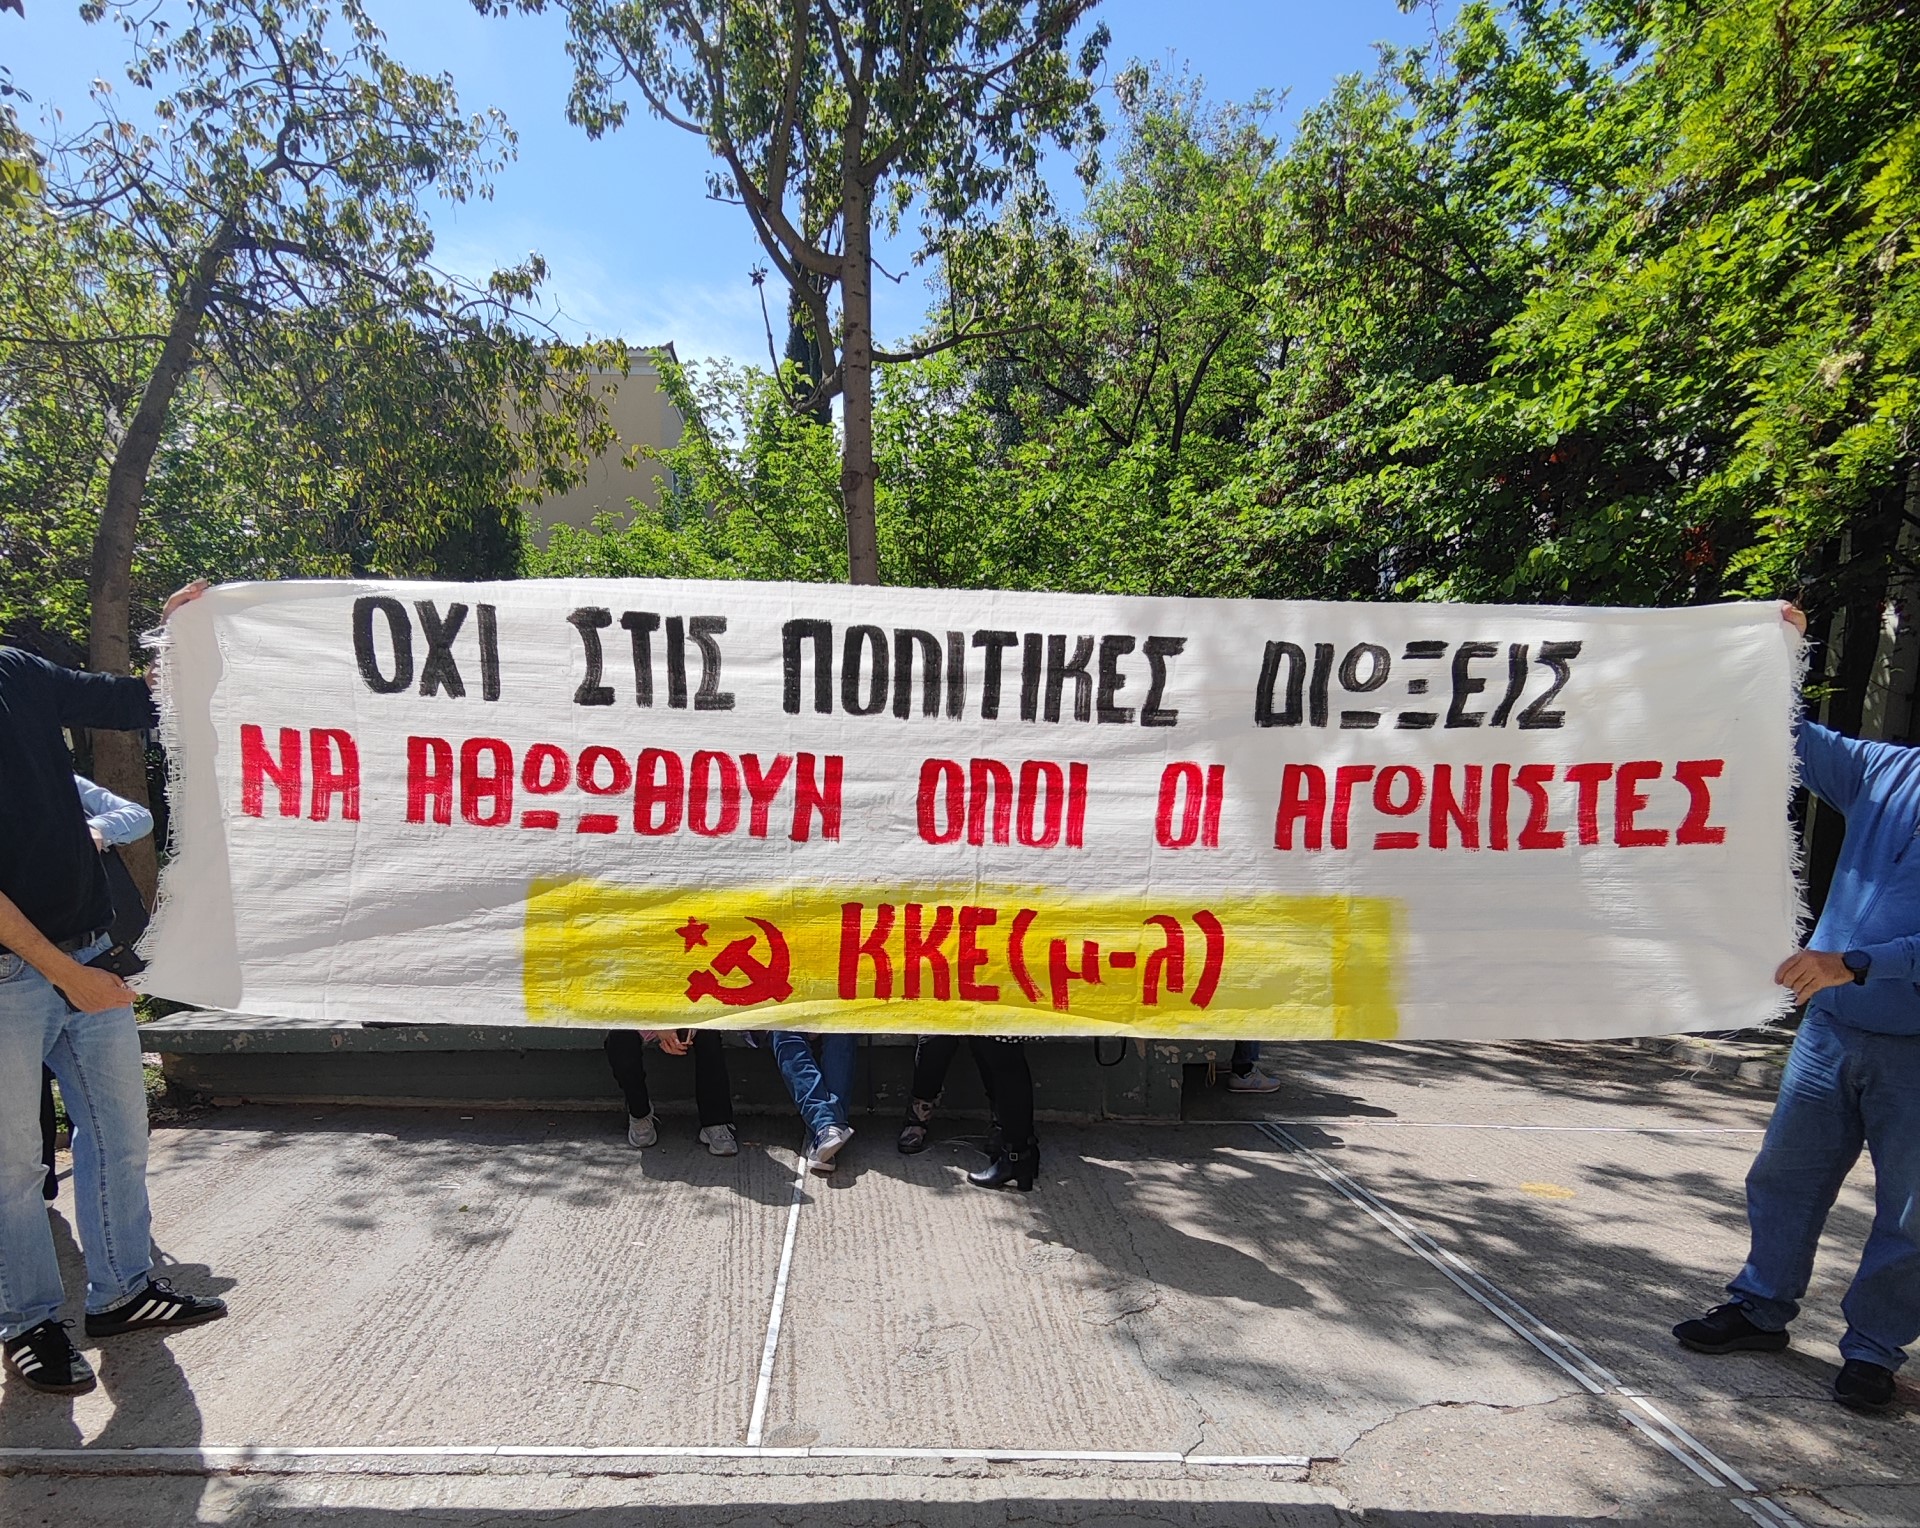 ΟΧΙ ΣΤΙΣ ΠΟΛΙΤΙΚΕΣ ΔΙΩΞΕΙΣ
ΝΑ ΑΘΩΩΘΟΥΝ ΟΛΟΙ ΟΙ ΑΓΩΝΙΣΤΕΣ
ΚΚΕ(μ-λ)